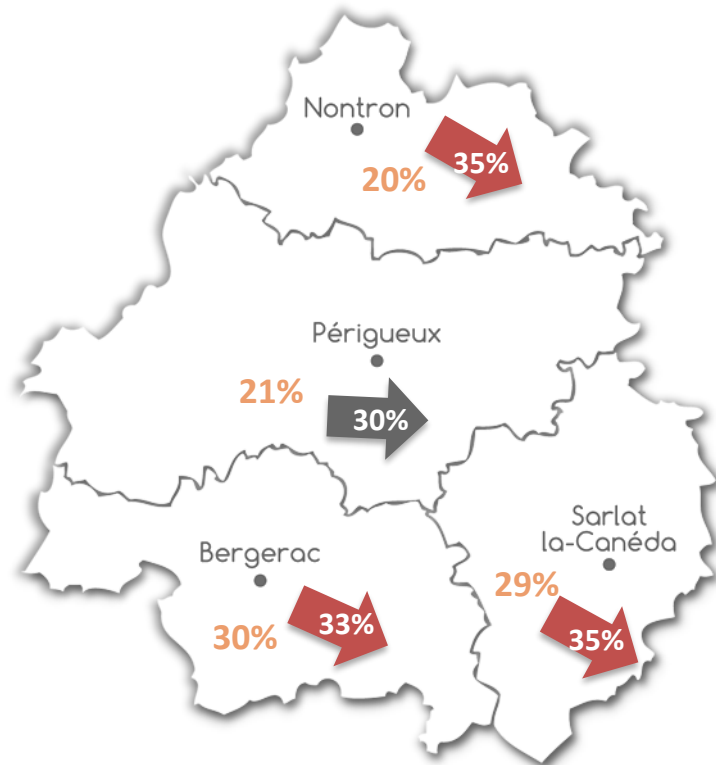 Nontron
35%
20%
Périgueux
21%
30%
Sarlat
la-Canéda
Bergerac
29%
30%
33%
35%